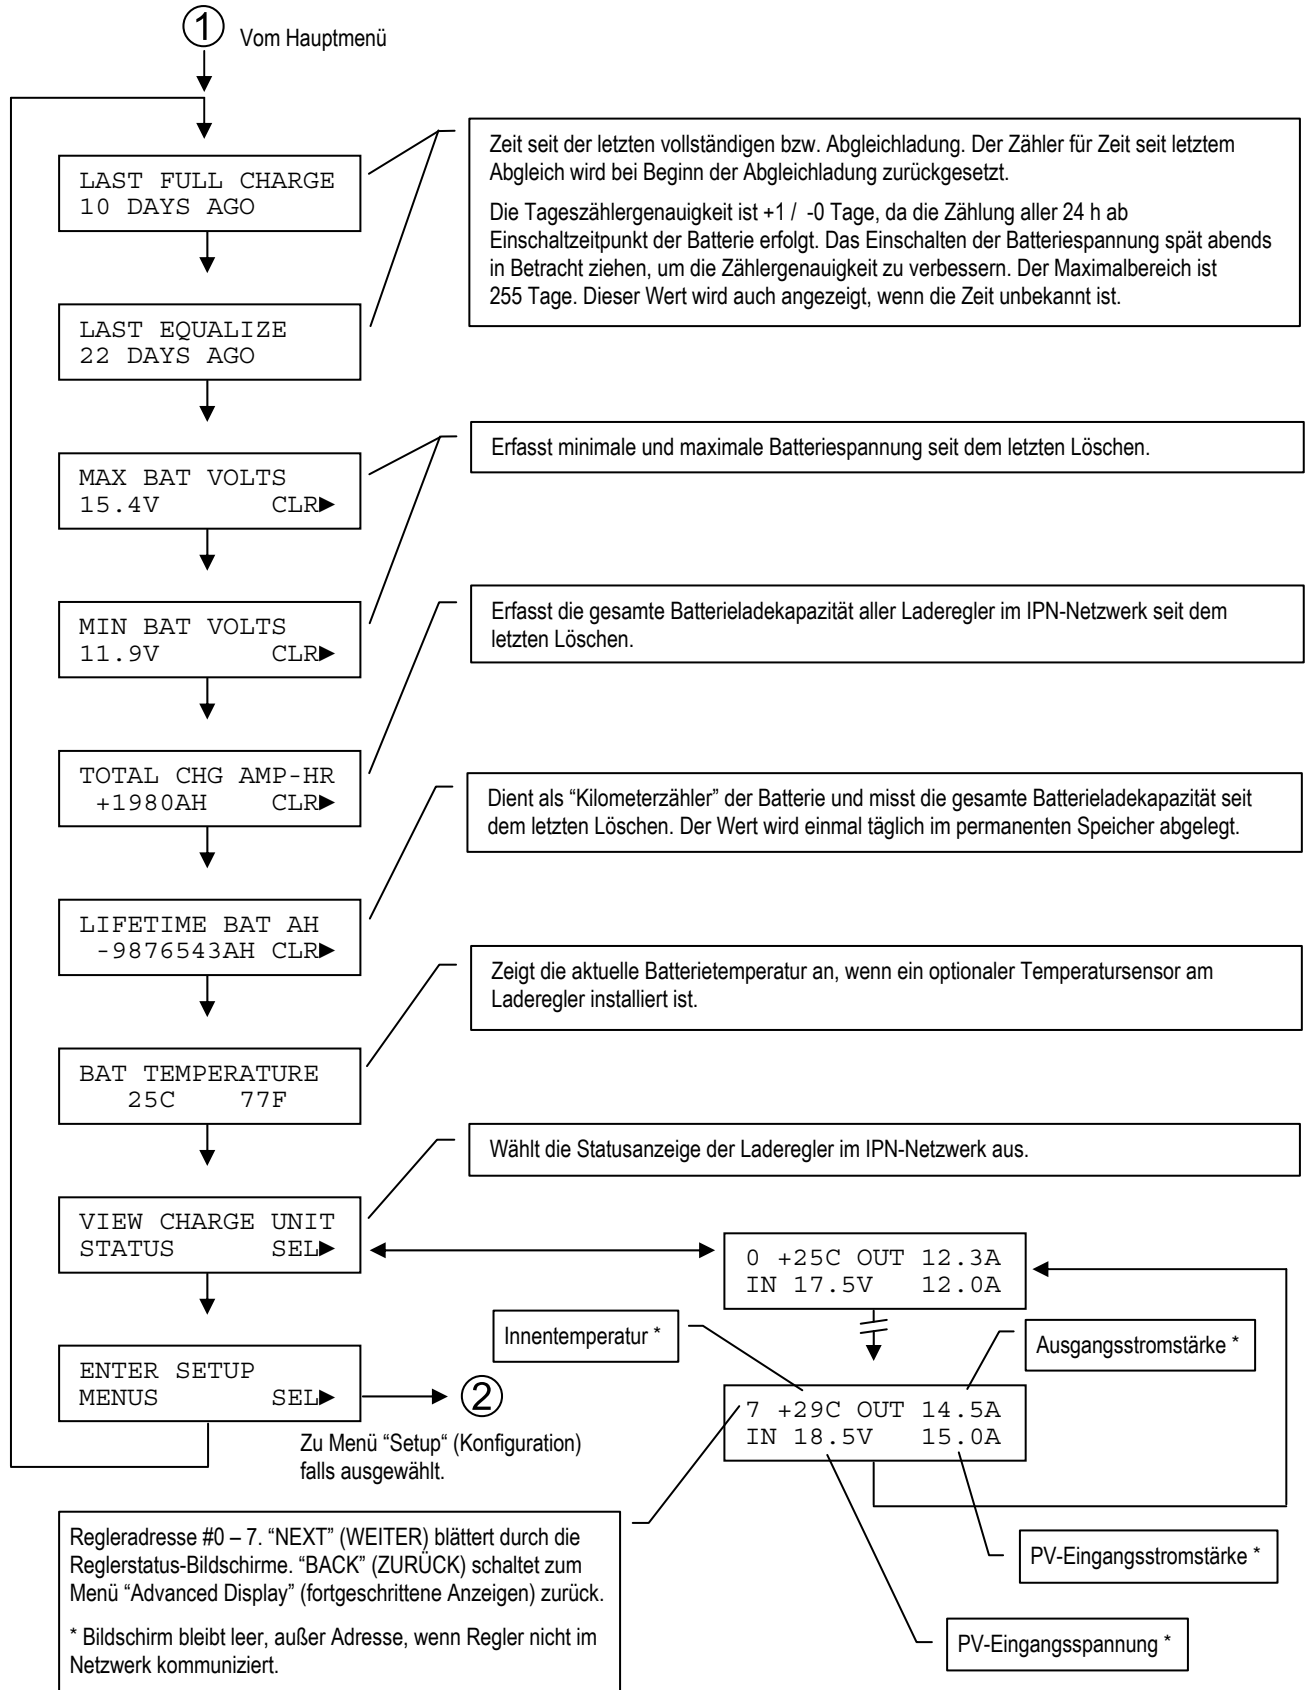 1 Vom Hauptmenü
LAST FULL CHARGE
10 DAYS AGO
Zeit seit der letzten vollständigen bzw. Abgleichladung. Der Zähler für Zeit seit letztem
Abgleich wird bei Beginn der Abgleichladung zurückgesetzt.
Die Tageszählergenauigkeit ist +1 / -0 Tage, da die Zählung aller 24 h ab
Einschaltzeitpunkt der Batterie erfolgt. Das Einschalten der Batteriespannung spät abends
in Betracht ziehen, um die Zählergenauigkeit zu verbessern. Der Maximalbereich ist
255 Tage. Dieser Wert wird auch angezeigt, wenn die Zeit unbekannt ist.
LAST EQUALIZE
22 DAYS AGO
MAX BAT VOLTS
15.4V CLR►
Erfasst minimale und maximale Batteriespannung seit dem letzten Löschen.
MIN BAT VOLTS
11.9V CLR►
Erfasst die gesamte Batterieladekapazität aller Laderegler im IPN-Netzwerk seit dem
letzten Löschen.
TOTAL CHG AMP-HR
+1980AH CLR►
Dient als “Kilometerzähler” der Batterie und misst die gesamte Batterieladekapazität seit
dem letzten Löschen. Der Wert wird einmal täglich im permanenten Speicher abgelegt.
LIFETIME BAT AH
-9876543AH CLR►
Zeigt die aktuelle Batterietemperatur an, wenn ein optionaler Temperatursensor am
Laderegler installiert ist.
BAT TEMPERATURE
25C 77F
Wählt die Statusanzeige der Laderegler im IPN-Netzwerk aus.
VIEW CHARGE UNIT
STATUS SEL►
0 +25C OUT 12.3A
IN 17.5V 12.0A
Innentemperatur *
Ausgangsstromstärke *
ENTER SETUP
MENUS SEL►
2
Zu Menü “Setup“ (Konfiguration)
falls ausgewählt.
7 +29C OUT 14.5A
IN 18.5V 15.0A
Regleradresse #0 – 7. “NEXT” (WEITER) blättert durch die
Reglerstatus-Bildschirme. “BACK” (ZURÜCK) schaltet zum
Menü “Advanced Display” (fortgeschrittene Anzeigen) zurück.
* Bildschirm bleibt leer, außer Adresse, wenn Regler nicht im
Netzwerk kommuniziert.
PV-Eingangsstromstärke *
PV-Eingangsspannung *